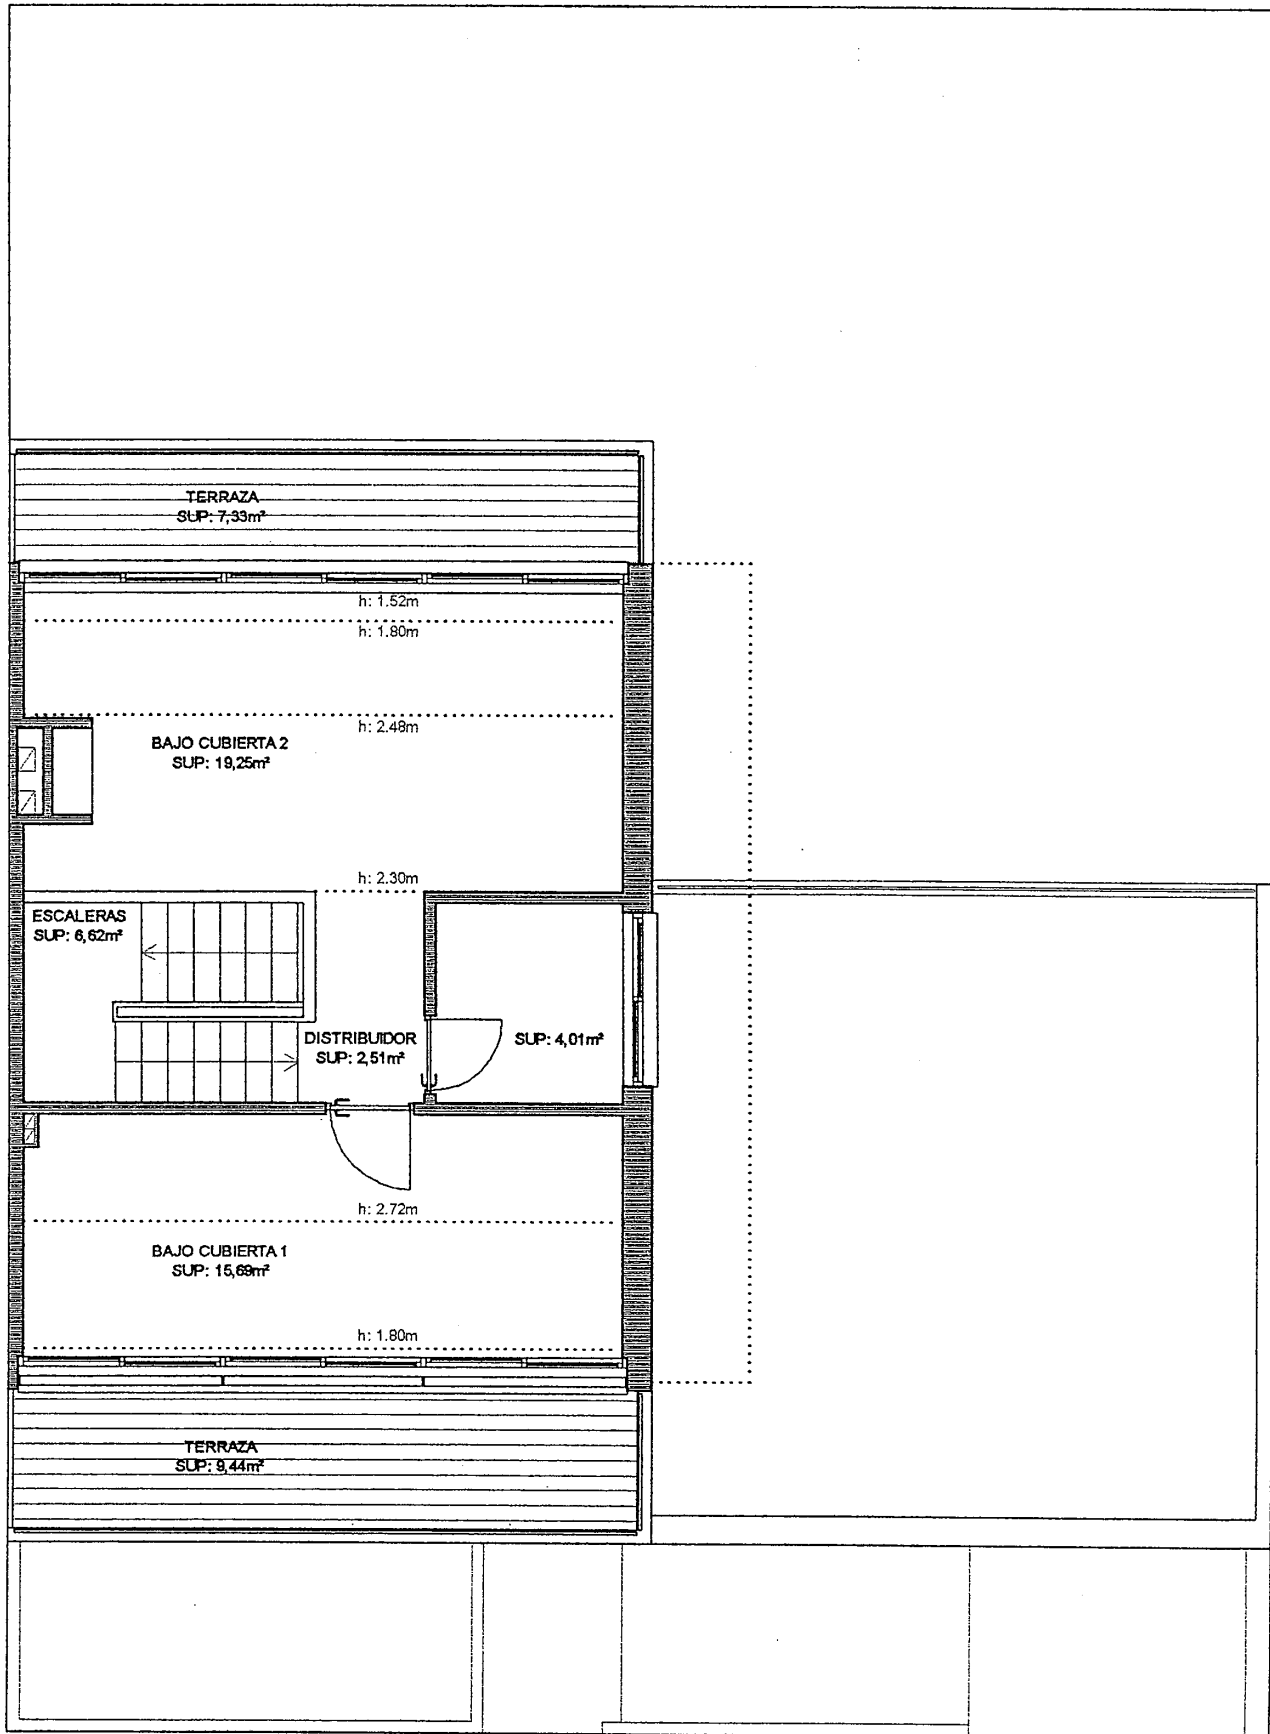 TERRAZA
SUP: 7,33m²
h: 1.52m
h: 1.80m
h: 2.48m
BAJO CUBIERTA 2
SUP: 19,25m²
h: 2.30m
ESCALERAS
SUP: 6,62m²
DISTRIBUIDOR
SUP: 2,51m²
SUP: 4,01m²
h: 2.72m
BAJO CUBIERTA 1
SUP: 15,69m²
h: 1.80m
TERRAZA
SUP: 9,44m²